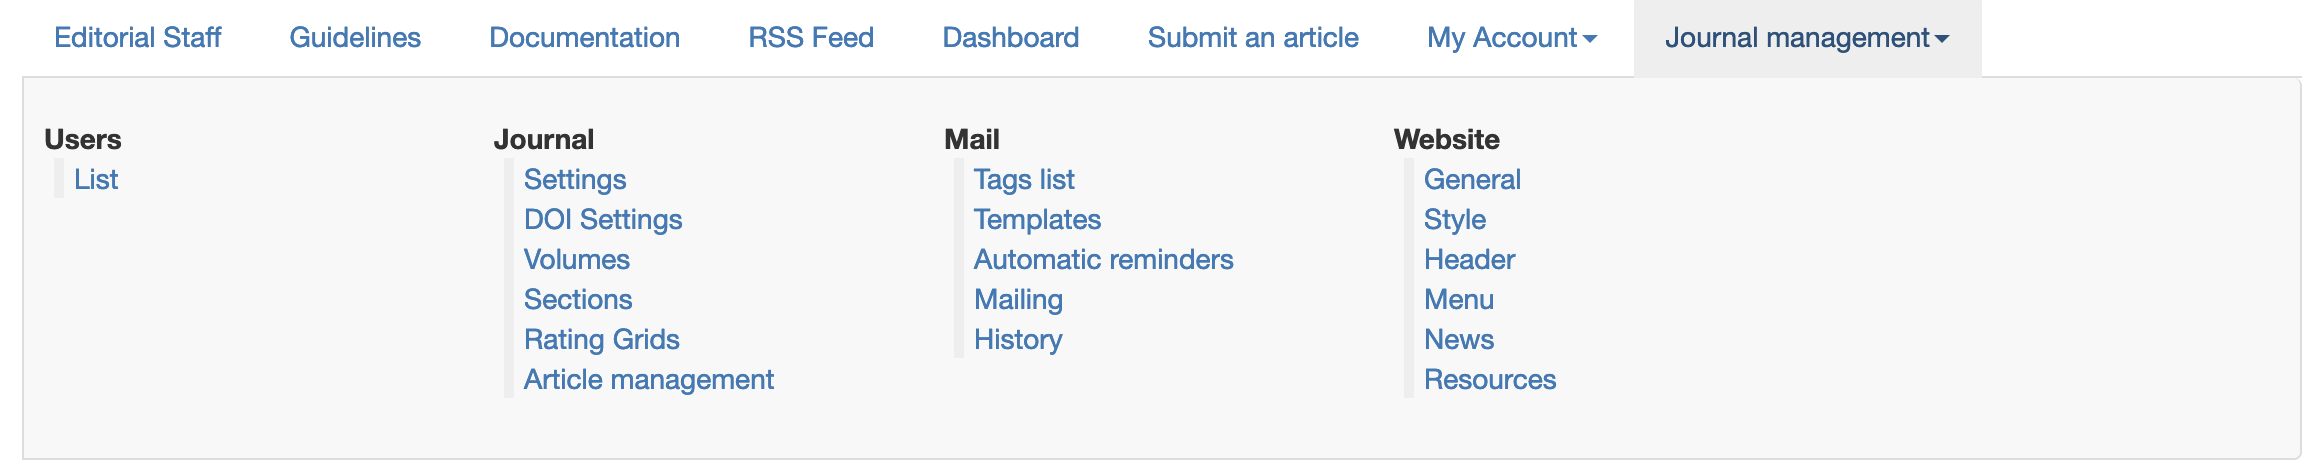 Editorial Staff Guidelines Documentation RSS Feed Dashboard Submit an article My Account Journal management
Users
List
Journal
Settings
DOI Settings
Volumes
Sections
Rating Grids
Article management
Mail
Tags list
Templates
Automatic reminders
Mailing
History
Website
General
Style
Header
Menu
News
Resources